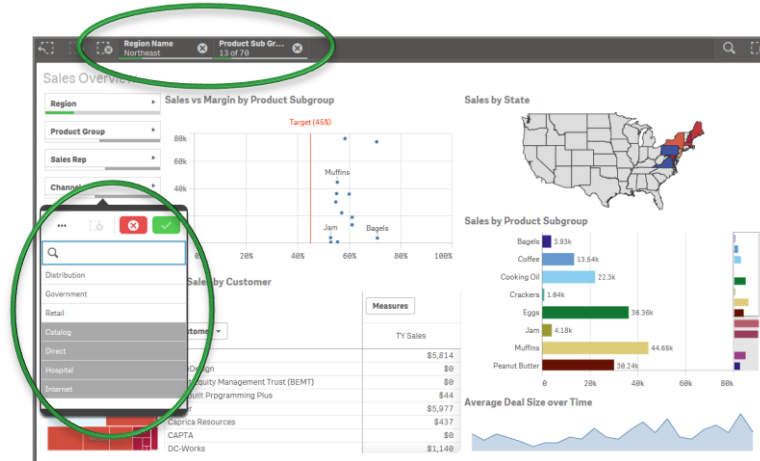 Region Name
Northeast
Product Sub Gr...
13 of 70
Sales Overview
Region
Product Group
Sales Rep
Channel
Distribution
Government
Retail
Catalog
Direct
Hospital
Internet
Sales vs Margin by Product Subgroup
Target (45%)
80k
60k
40k
Muffins
Jam
Bagels
0
20%
40%
60%
80%
100%
Sales by State
Sales by Product Subgroup
Bagels 3.93k
Coffee 13.64k
Cooking Oil 22.3k
Crackers 1.04k
Eggs 36.36k
Jam 4.18k
Muffins 44.65k
Peanut Butter 30.24k
0 20k 40k 60k 80k
Sales by Customer
Measures
TY Sales
$5,814
Design $0
Equity Management Trust (BEMT) $0
Prpgramming Plus $44
$5,977
Caprica Resources $437
CAPTA $0
DC-Works $1,140
Average Deal Size over Time